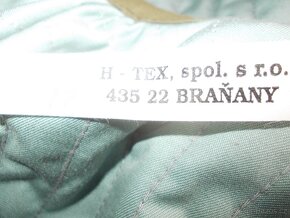 H - TEX, spol. s r.o.
435 22 BRAŇANY